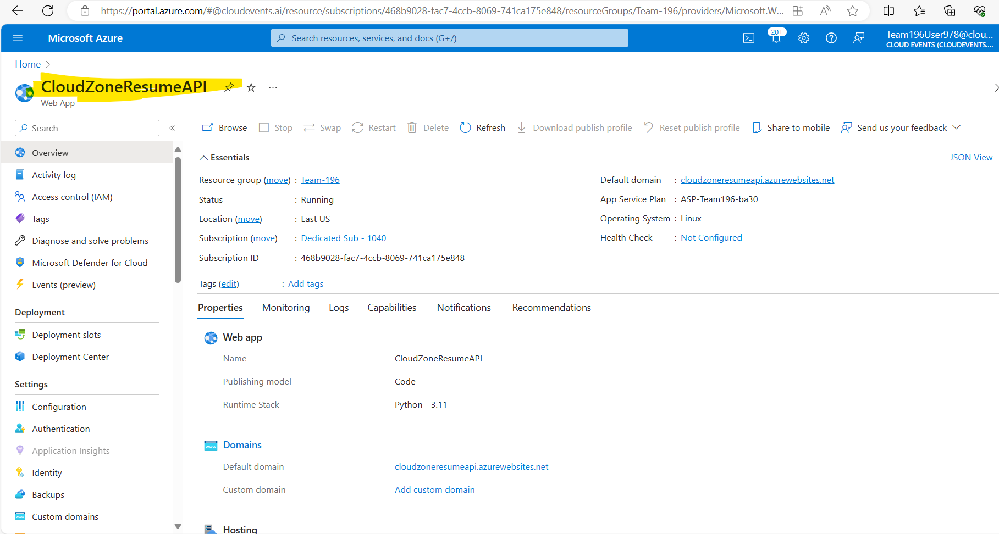 https://portal.azure.com/#@cloudevents.ai/resource/subscriptions/468b9028-fac7-4ccb-8069-741ca175e848/resourceGroups/Team-196/providers/Microsoft.W...
Microsoft Azure
Search resources, services, and docs (G+/)
20+
Team196User978@clou...
CLOUD EVENTS (CLOUDEVENTS....
Home >
CloudZoneResumeAPI
Web App
Search
Browse Stop Swap Restart Delete Refresh Download publish profile Reset publish profile Share to mobile Send us your feedback
Overview
Activity log
Access control (IAM)
Tags
Diagnose and solve problems
Microsoft Defender for Cloud
Events (preview)
Deployment
Deployment slots
Deployment Center
Settings
Configuration
Authentication
Application Insights
Identity
Backups
Custom domains
Essentials
JSON View
Resource group (move) : Team-196
Status : Running
Location (move) : East US
Subscription (move) : Dedicated Sub - 1040
Subscription ID : 468b9028-fac7-4ccb-8069-741ca175e848
Default domain : cloudzoneresumeapi.azurewebsites.net
App Service Plan : ASP-Team196-ba30
Operating System : Linux
Health Check : Not Configured
Tags (edit) : Add tags
Properties Monitoring Logs Capabilities Notifications Recommendations
Web app
Name CloudZoneResumeAPI
Publishing model Code
Runtime Stack Python - 3.11
Domains
Default domain cloudzoneresumeapi.azurewebsites.net
Custom domain Add custom domain
Hosting